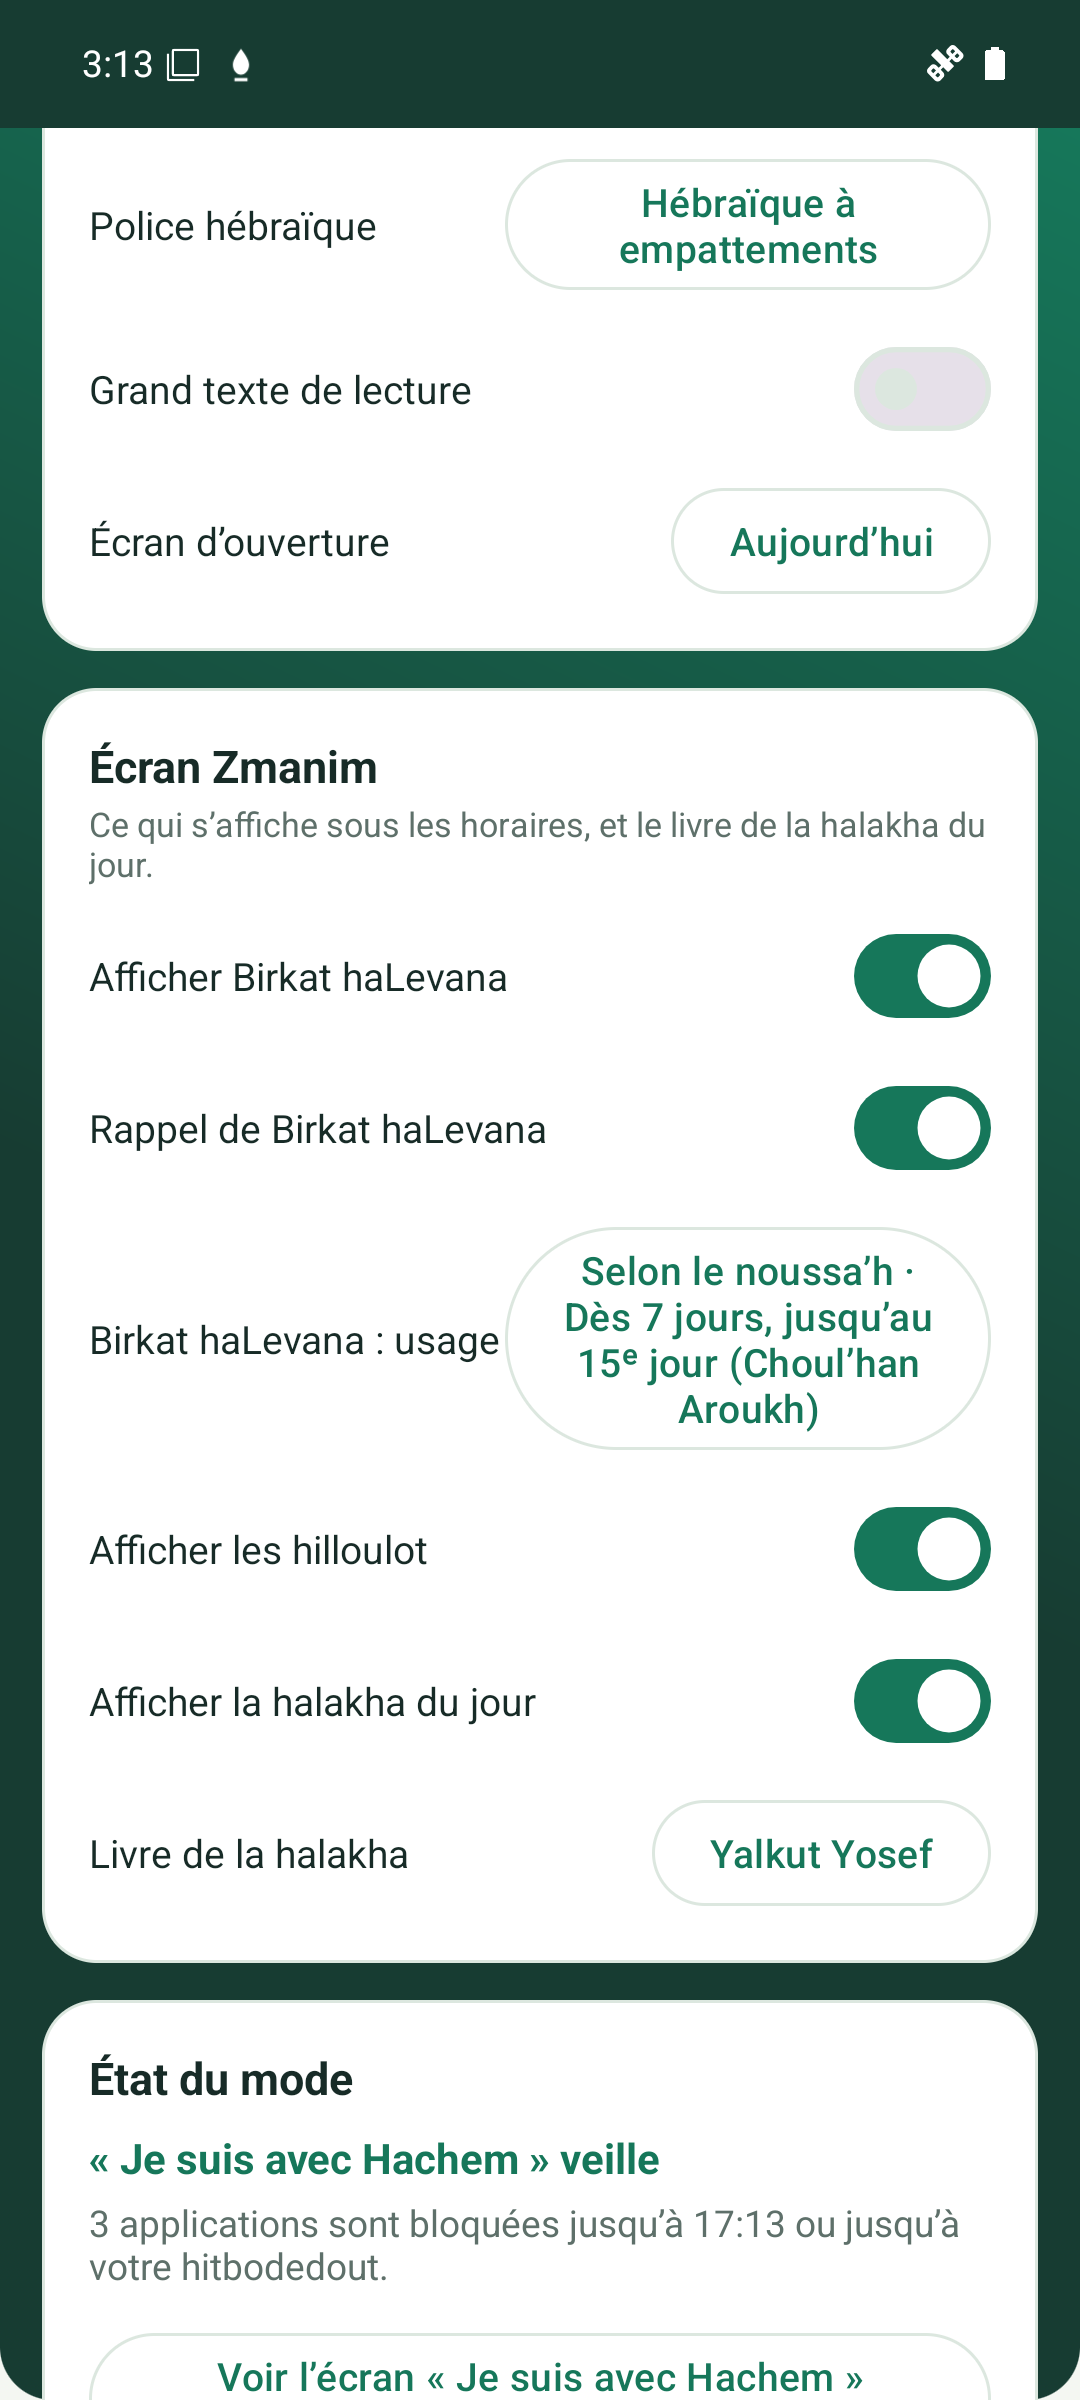 3:13
Police hébraïque
Hébraïque à
empattements
Grand texte de lecture
Écran d’ouverture
Aujourd’hui
Écran Zmanim
Ce qui s’affiche sous les horaires, et le livre de la halakha du
jour.
Afficher Birkat haLevana
Rappel de Birkat haLevana
Birkat haLevana : usage
Selon le noussa’h ·
Dès 7 jours, jusqu’au
15ᵉ jour (Choul’han
Aroukh)
Afficher les hilloulot
Afficher la halakha du jour
Livre de la halakha
Yalkut Yosef
État du mode
« Je suis avec Hachem » veille
3 applications sont bloquées jusqu’à 17:13 ou jusqu’à
votre hitbodedout.
Voir l’écran « Je suis avec Hachem »